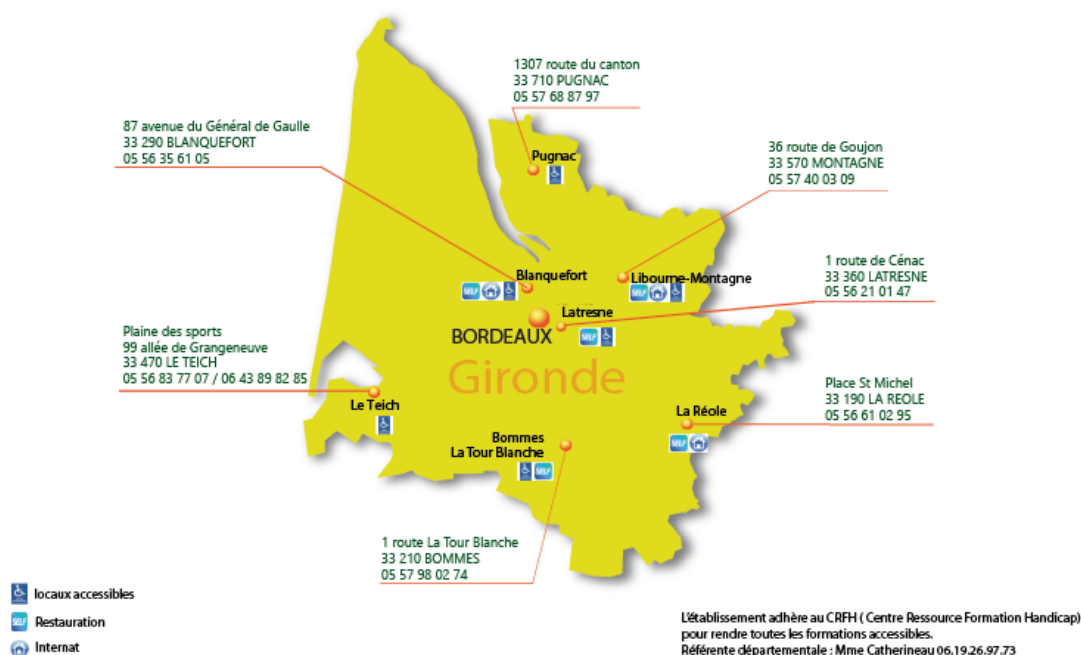 1307 route du canton
33 710 PUGNAC
05 57 68 87 97
87 avenue du Général de Gaulle
33 290 BLANQUEFORT
05 56 35 61 05
36 route de Goujon
33 570 MONTAGNE
05 57 40 03 09
Pugnac
1 route de Cénac
33 360 LATRESNE
05 56 21 01 47
Blanquefort
SELF
Libourne-Montagne
SELF
Latresne
SELF
BORDEAUX
Gironde
Plaine des sports
99 allée de Grangeneuve
33 470 LE TEICH
05 56 83 77 07 / 06 43 89 82 85
Le Teich
Place St Michel
33 190 LA REOLE
05 56 61 02 95
La Réole
SELF
Bommes
La Tour Blanche
SELF
1 route La Tour Blanche
33 210 BOMMES
05 57 98 02 74
locaux accessibles
SELF Restauration
Internat
L'établissement adhère au CRFH ( Centre Ressource Formation Handicap)
pour rendre toutes les formations accessibles.
Référente départementale : Mme Catherineau 06.19.26.97.73